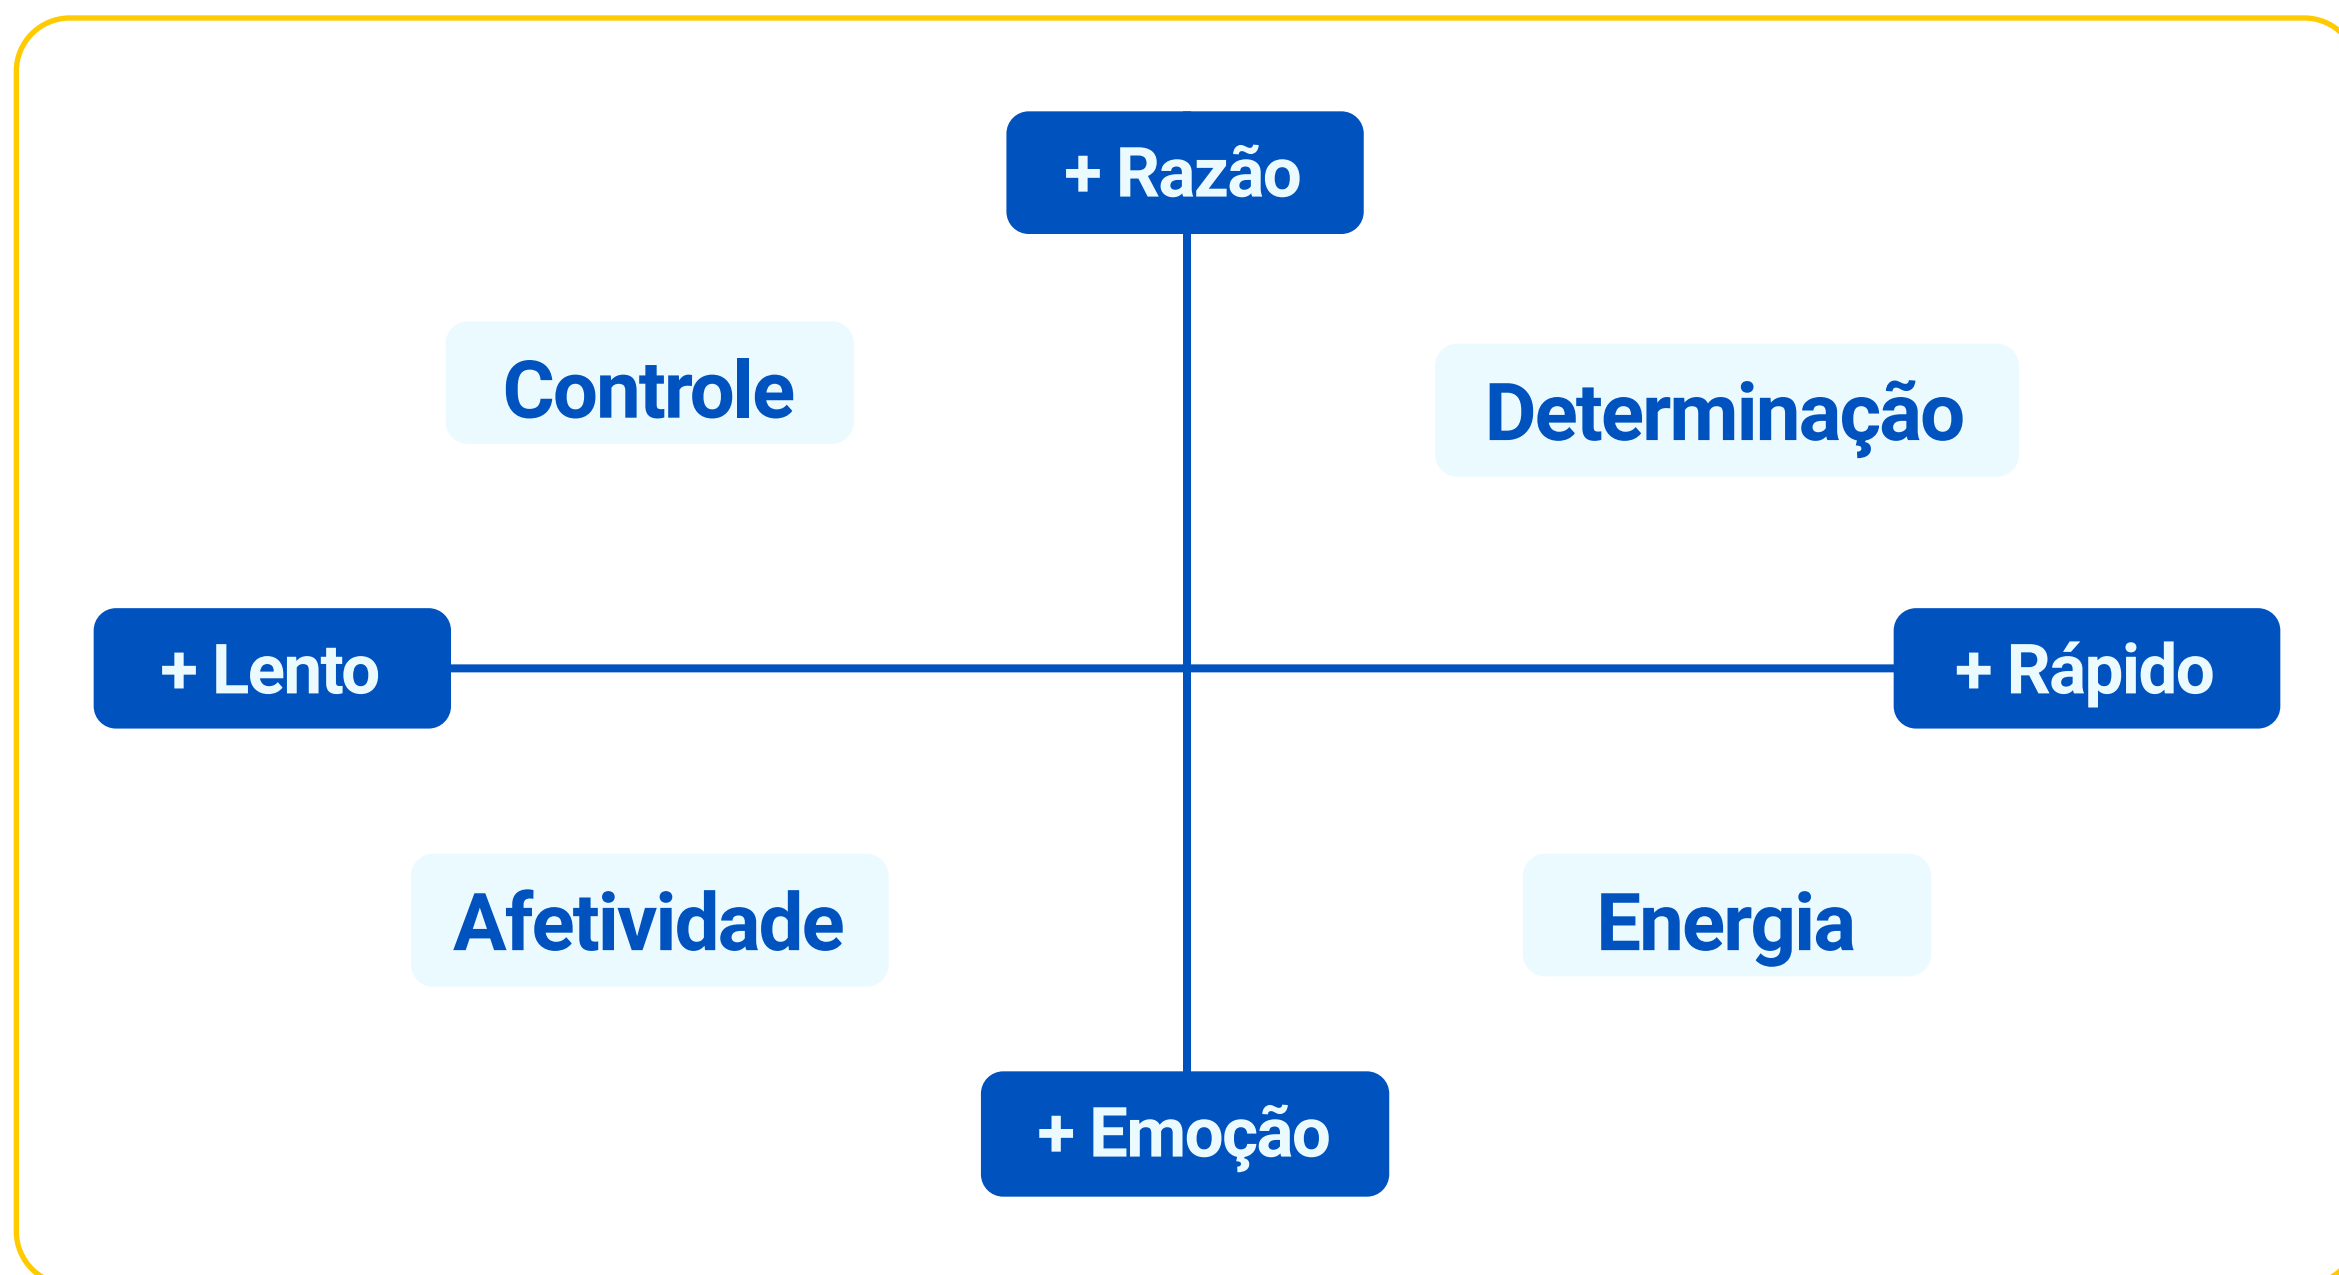 + Razão
Controle
Determinação
+ Lento
+ Rápido
Afetividade
Energia
+ Emoção